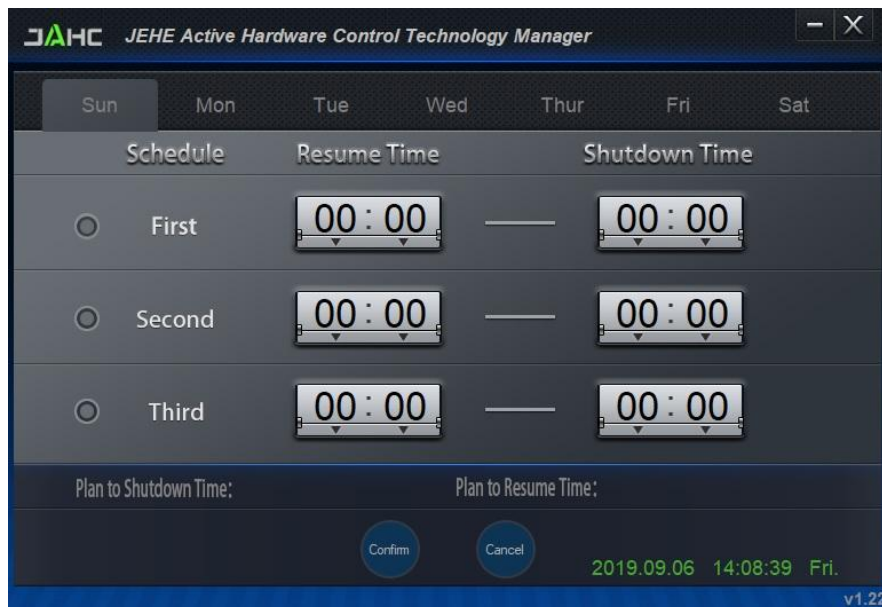 JAHC JEHE Active Hardware Control Technology Manager
Sun Mon Tue Wed Thur Fri Sat
Schedule Resume Time Shutdown Time
First 00:00 00:00
Second 00:00 00:00
Third 00:00 00:00
Plan to Shutdown Time: Plan to Resume Time:
Confirm Cancel
2019.09.06 14:08:39 Fri.
v1.22